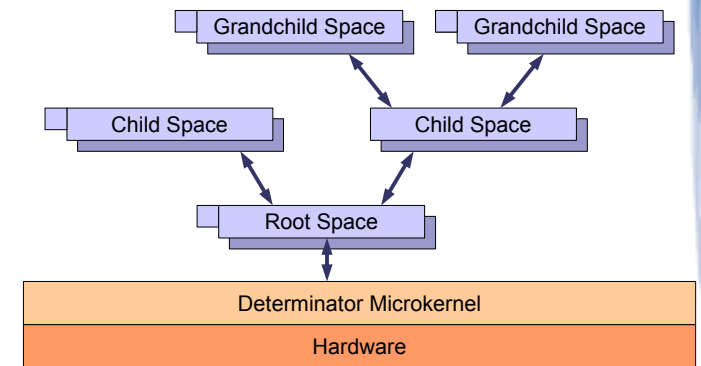 Grandchild Space
Grandchild Space
Child Space
Child Space
Root Space
Determinator Microkernel
Hardware